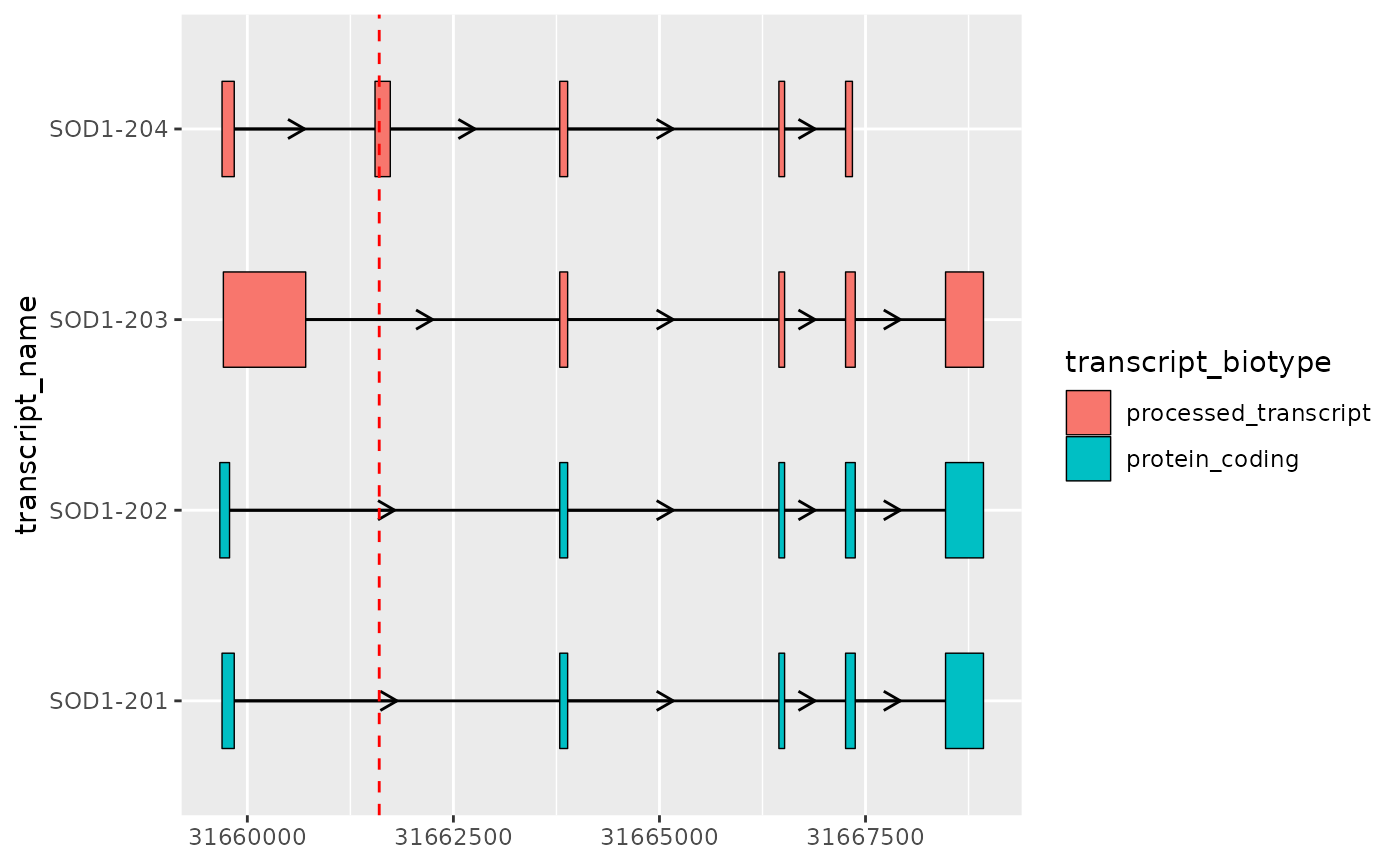 transcript_name
SOD1-204
SOD1-203
SOD1-202
SOD1-201
31660000
31662500
31665000
31667500
transcript_biotype
processed_transcript
protein_coding